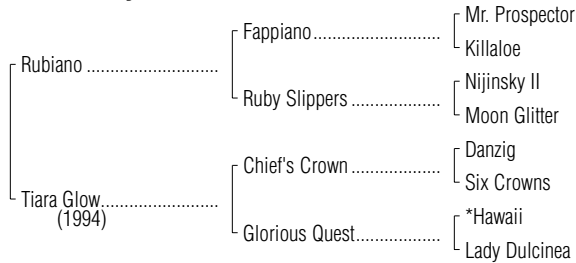 Mr. Prospector
Fappiano
Killaloe
Rubiano
Nijinsky II
Ruby Slippers
Moon Glitter
Danzig
Chief's Crown
Six Crowns
Tiara Glow
(1994)
*Hawaii
Glorious Quest
Lady Dulcinea